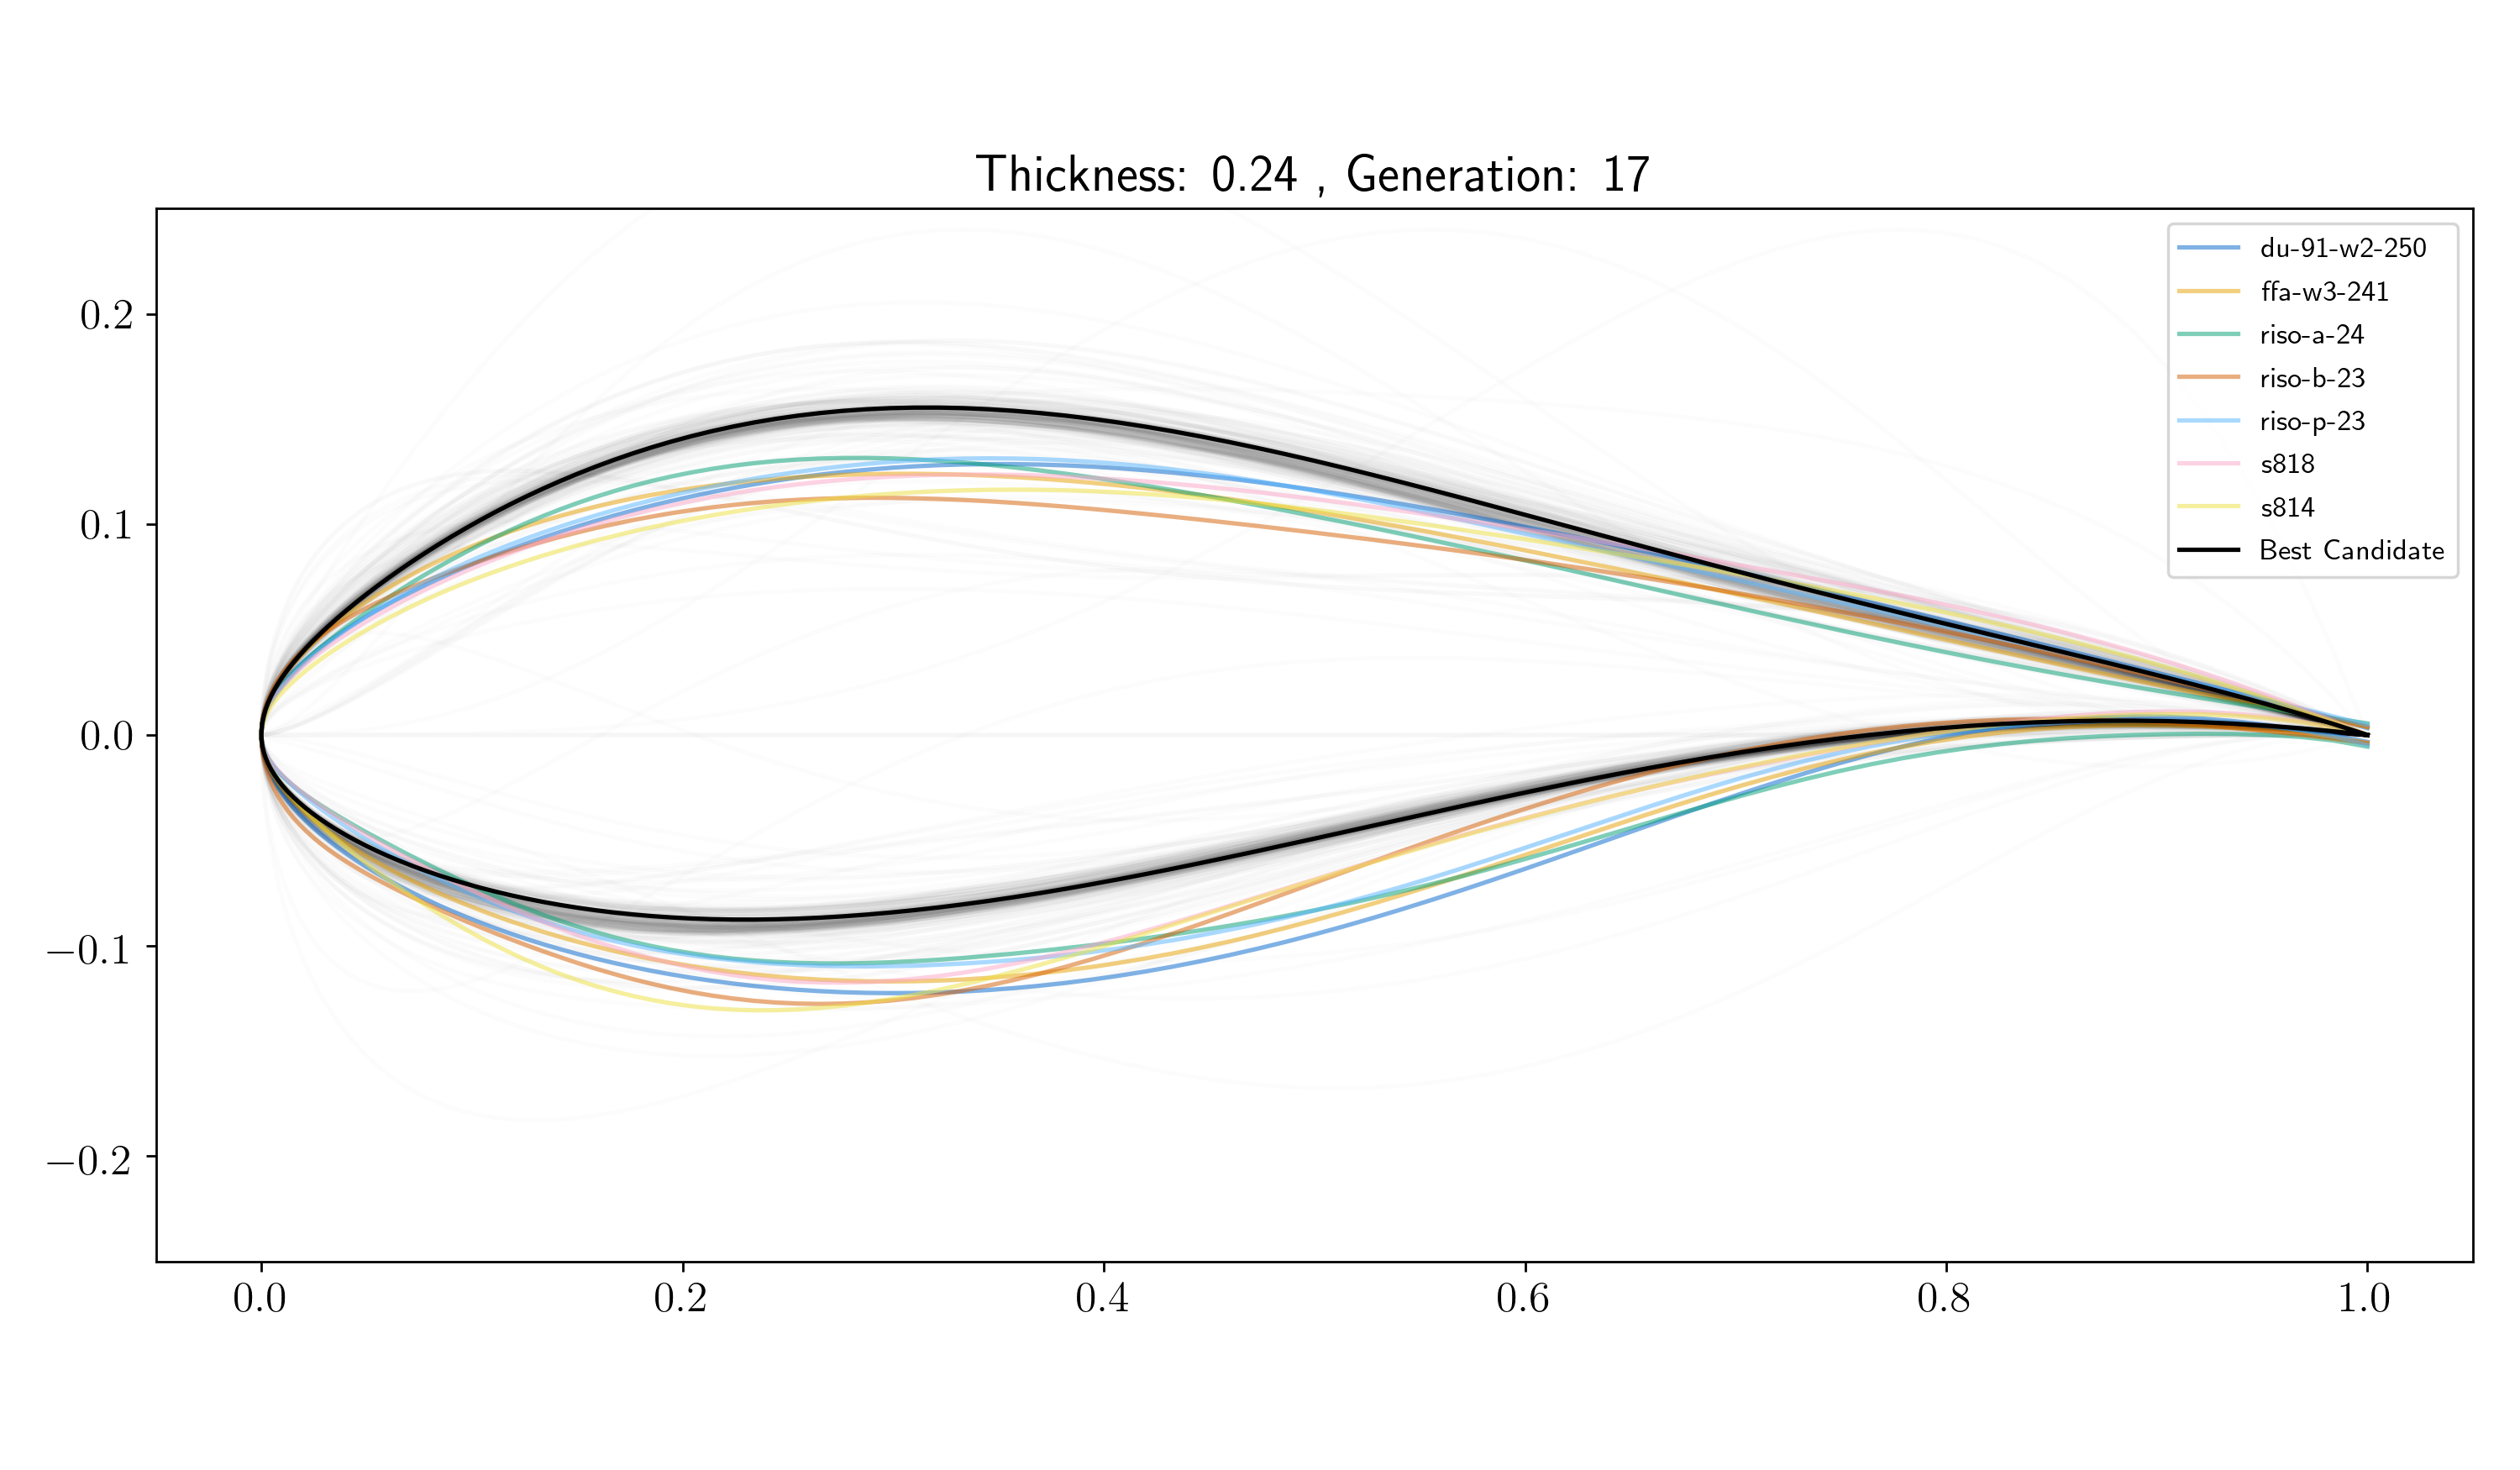 Thickness: 0.24 , Generation: 17
du-91-w2-250
ffa-w3-241
riso-a-24
riso-b-23
riso-p-23
s818
s814
Best Candidate
0.2
0.1
0.0
−0.1
−0.2
0.0 0.2 0.4 0.6 0.8 1.0